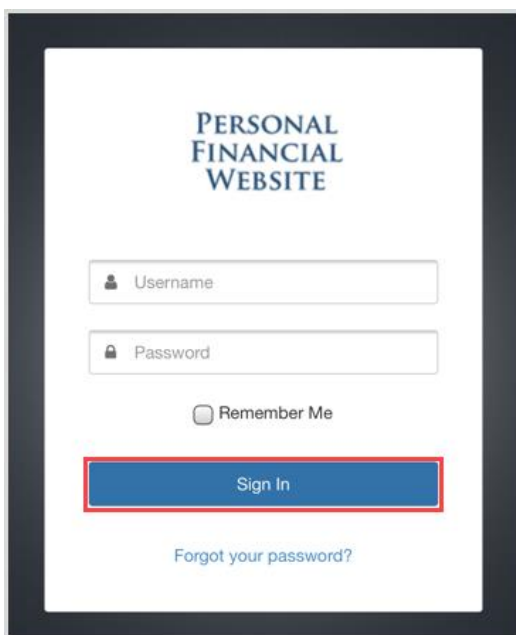 PERSONAL
FINANCIAL
WEBSITE
Username
Password
Remember Me
Sign In
Forgot your password?